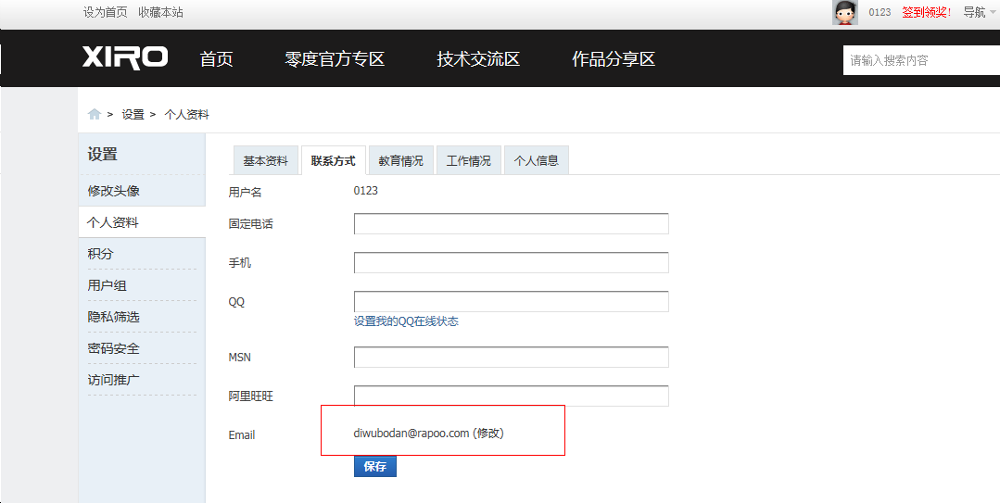 设为首页 收藏本站 0123 签到领奖! 导航
XIRO 首页 零度官方专区 技术交流区 作品分享区 请输入搜索内容
> 设置 > 个人资料
设置
修改头像
个人资料
积分
用户组
隐私筛选
密码安全
访问推广
基本资料 联系方式 教育情况 工作情况 个人信息
用户名 0123
固定电话
手机
QQ
设置我的QQ在线状态
MSN
阿里旺旺
Email diwubodan@rapoo.com (修改)
保存